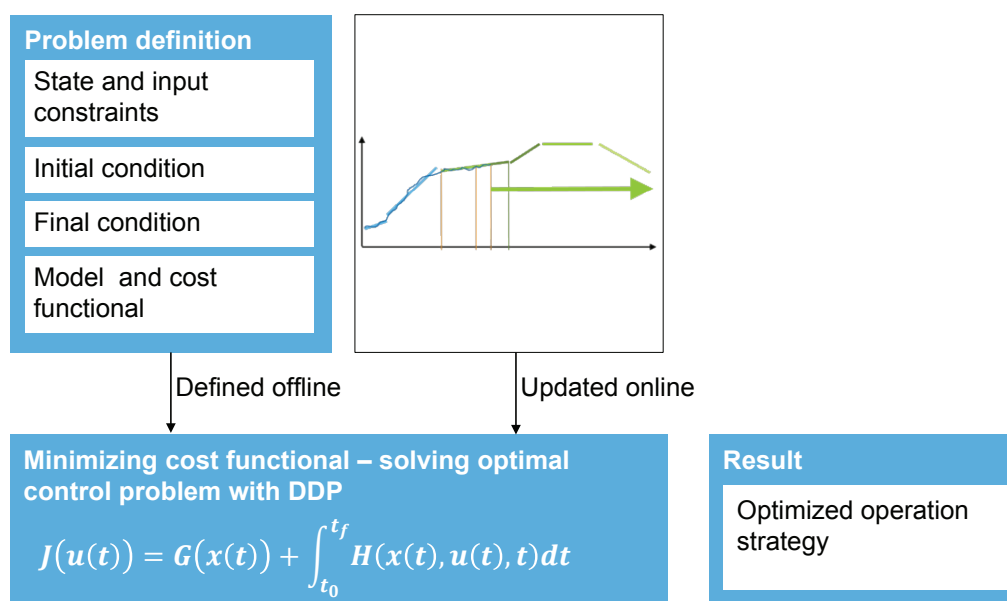 Problem definition
State and input
constraints
Initial condition
Final condition
Model and cost
functional
Defined offline
Updated online
Minimizing cost functional – solving optimal
control problem with DDP
J(u(t)) = G(x(t)) + ∫_{t_0}^{t_f} H(x(t), u(t), t)dt
Result
Optimized operation
strategy